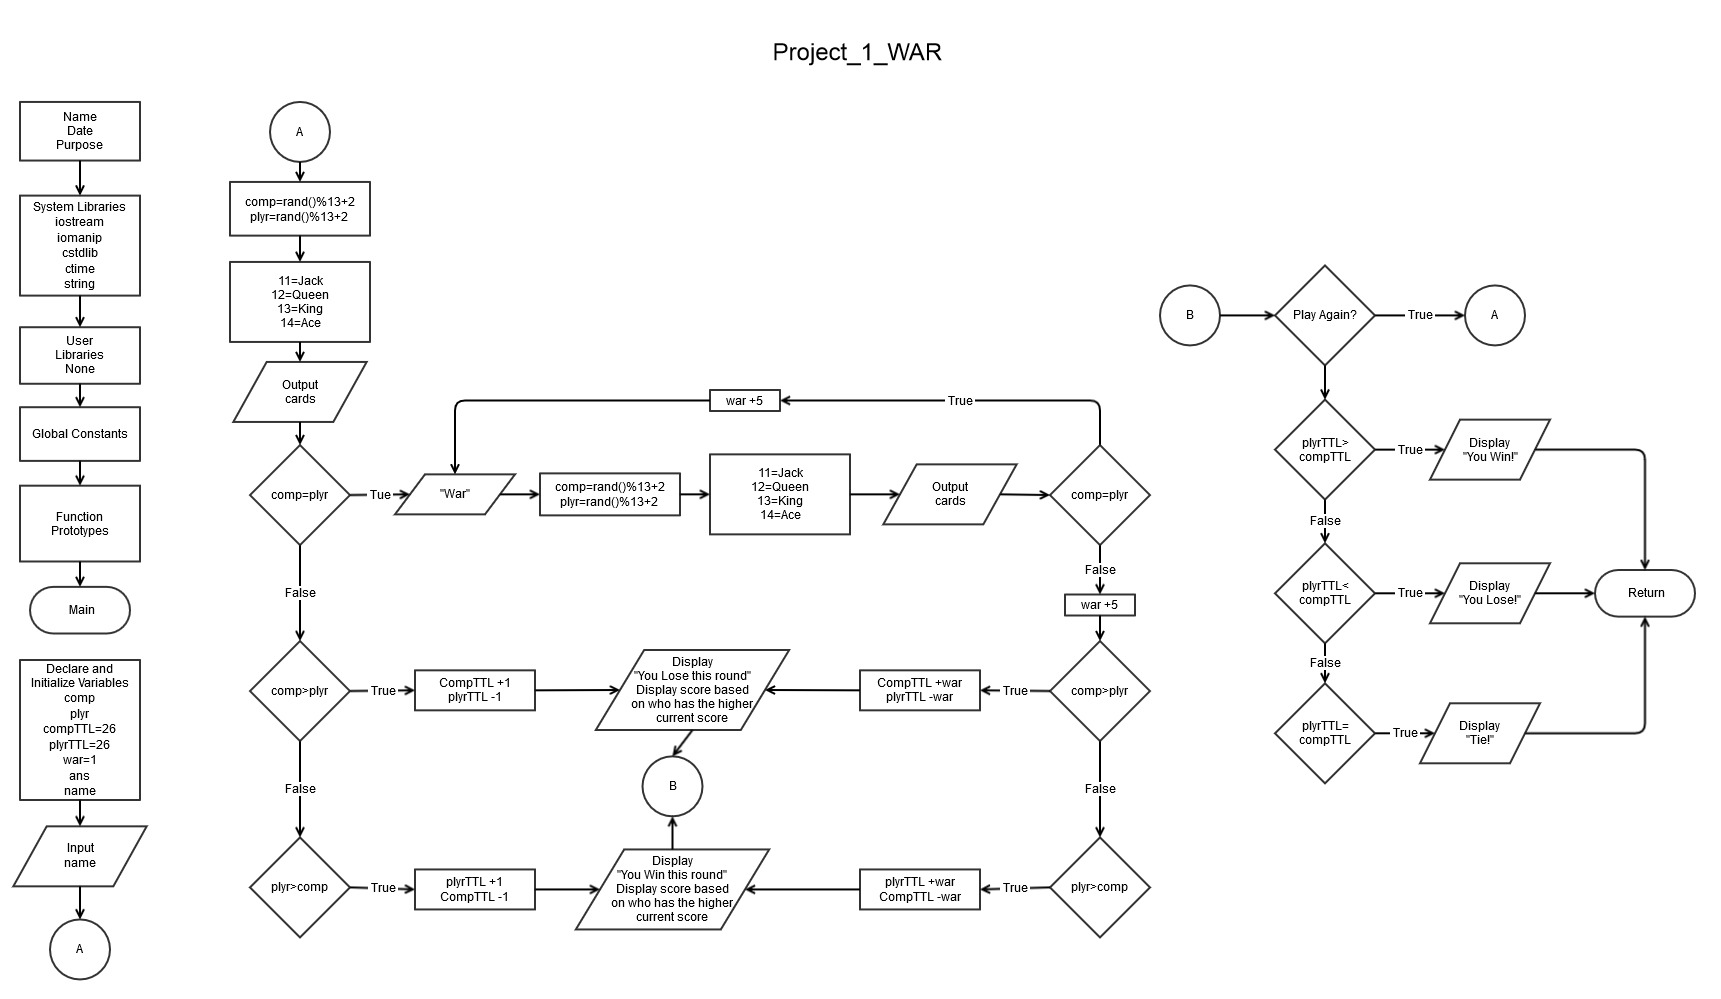 Project_1_WAR
Name
Date
Purpose
System Libraries
iostream
iomanip
cstdlib
ctime
string
User
Libraries
None
Global Constants
Function
Prototypes
Main
Declare and
Initialize Variables
comp
plyr
compTTL=26
plyrTTL=26
war=1
ans
name
Input
name
A
A
comp=rand()%13+2
plyr=rand()%13+2
11=Jack
12=Queen
13=King
14=Ace
Output
cards
comp=plyr
Tue
"War"
comp=rand()%13+2
plyr=rand()%13+2
11=Jack
12=Queen
13=King
14=Ace
Output
cards
comp=plyr
True
war +5
False
war +5
False
comp>plyr
True
CompTTL +1
plyrTTL -1
Display
"You Lose this round"
Display score based
on who has the higher
current score
CompTTL +war
plyrTTL -war
True
comp>plyr
B
False
False
plyr>comp
True
plyrTTL +1
CompTTL -1
Display
"You Win this round"
Display score based
on who has the higher
current score
plyrTTL +war
CompTTL -war
True
plyr>comp
B
Play Again?
True
A
plyrTTL>
compTTL
True
Display
"You Win!"
False
plyrTTL<
compTTL
True
Display
"You Lose!"
Return
False
plyrTTL=
compTTL
True
Display
"Tie!"